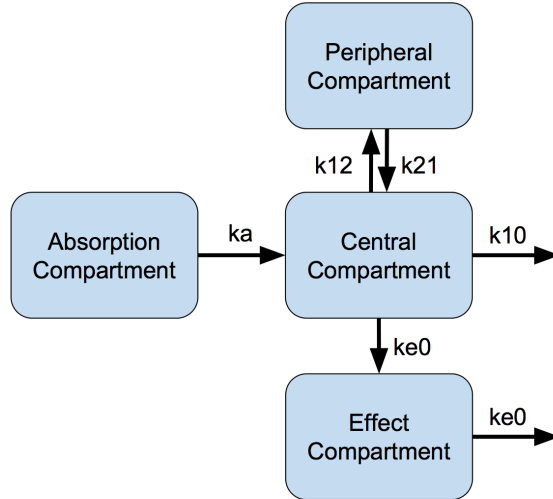 Peripheral
Compartment
k12
k21
Absorption
Compartment
ka
Central
Compartment
k10
ke0
Effect
Compartment
ke0